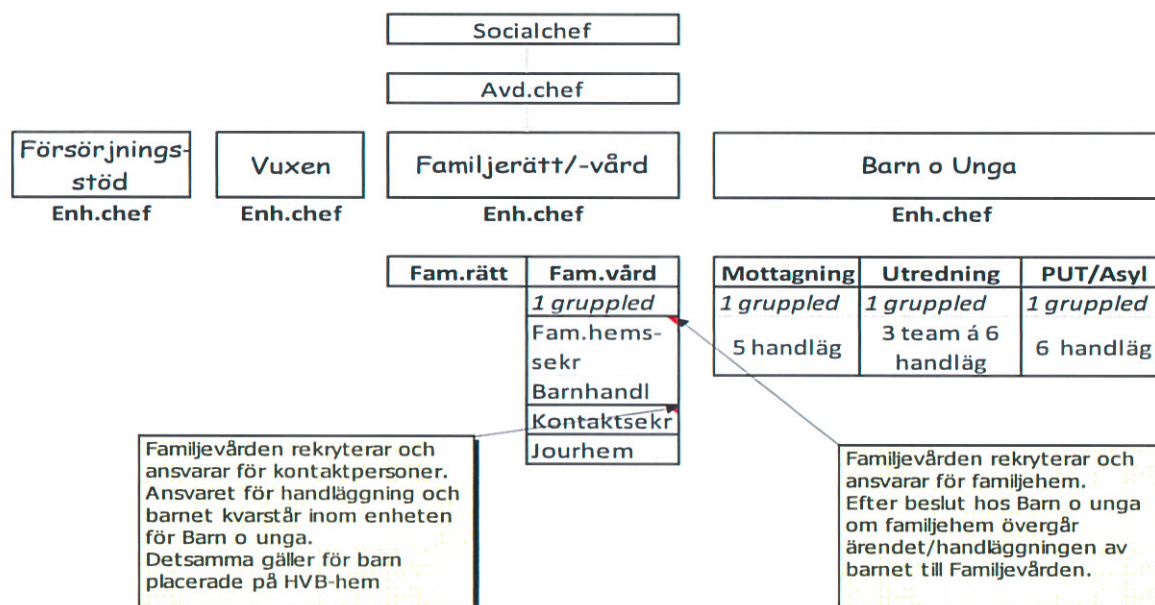 Socialchef
Avd.chef
Försörjnings-
stöd
Enh.chef
Vuxen
Enh.chef
Familjerätt/-vård
Enh.chef
Barn o Unga
Enh.chef
Fam.rätt
Fam.vård
1 gruppled
Fam.hems-
sekr
Barnhandl
Kontaktsekr
Jourhem
Mottagning
1 gruppled
5 handläg
Utredning
1 gruppled
3 team á 6
handläg
PUT/Asyl
1 gruppled
6 handläg
Familjevården rekryterar och
ansvarar för kontaktpersoner.
Ansvaret för handläggning och
barnet kvarstår inom enheten
för Barn o unga.
Detsamma gäller för barn
placerade på HVB-hem
Familjevården rekryterar och
ansvarar för familjehem.
Efter beslut hos Barn o unga
om familjehem övergår
ärendet/handläggningen av
barnet till Familjevården.